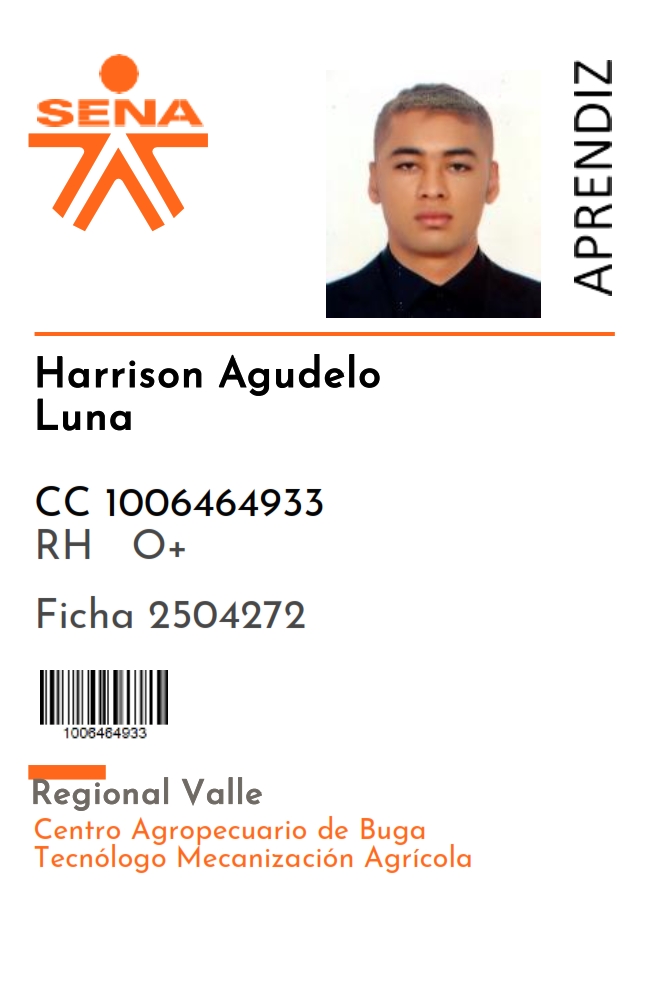 SENA
APRENDIZ
Harrison Agudelo
Luna
CC 1006464933
RH O+
Ficha 2504272
1006464933
Regional Valle
Centro Agropecuario de Buga
Tecnólogo Mecanización Agrícola